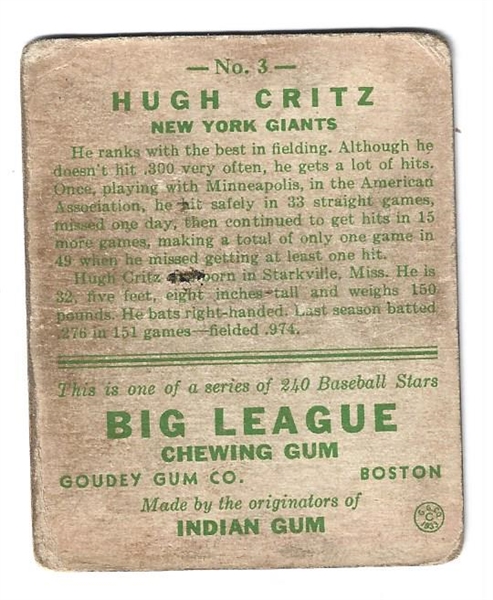 — No. 3 —
HUGH CRITZ
NEW YORK GIANTS
He ranks with the best in fielding. Although he
doesn't hit .300 very often, he gets a lot of hits.
Once, playing with Minneapolis, in the American
Association, he hit safely in 33 straight games,
missed one day, then continued to get hits in 15
more games, making a total of only one game in
49 when he missed getting at least one hit.
Hugh Critz born in Starkville, Miss. He is
32, five feet, eight inches tall and weighs 150
pounds. He bats right-handed. Last season batted
.276 in 151 games—fielded .974.
This is one of a series of 240 Baseball Stars
BIG LEAGUE
CHEWING GUM
GOUDEY GUM CO. BOSTON
Made by the originators of
INDIAN GUM
G. G. CO.
C
1933